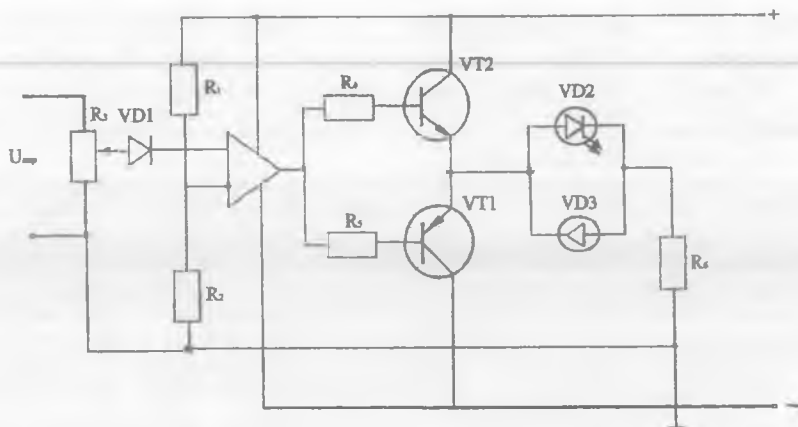 +
VT2
R₁
R₄
VD2
R₃
VD1
VT1
VD3
R₅
R₂
R₆
−